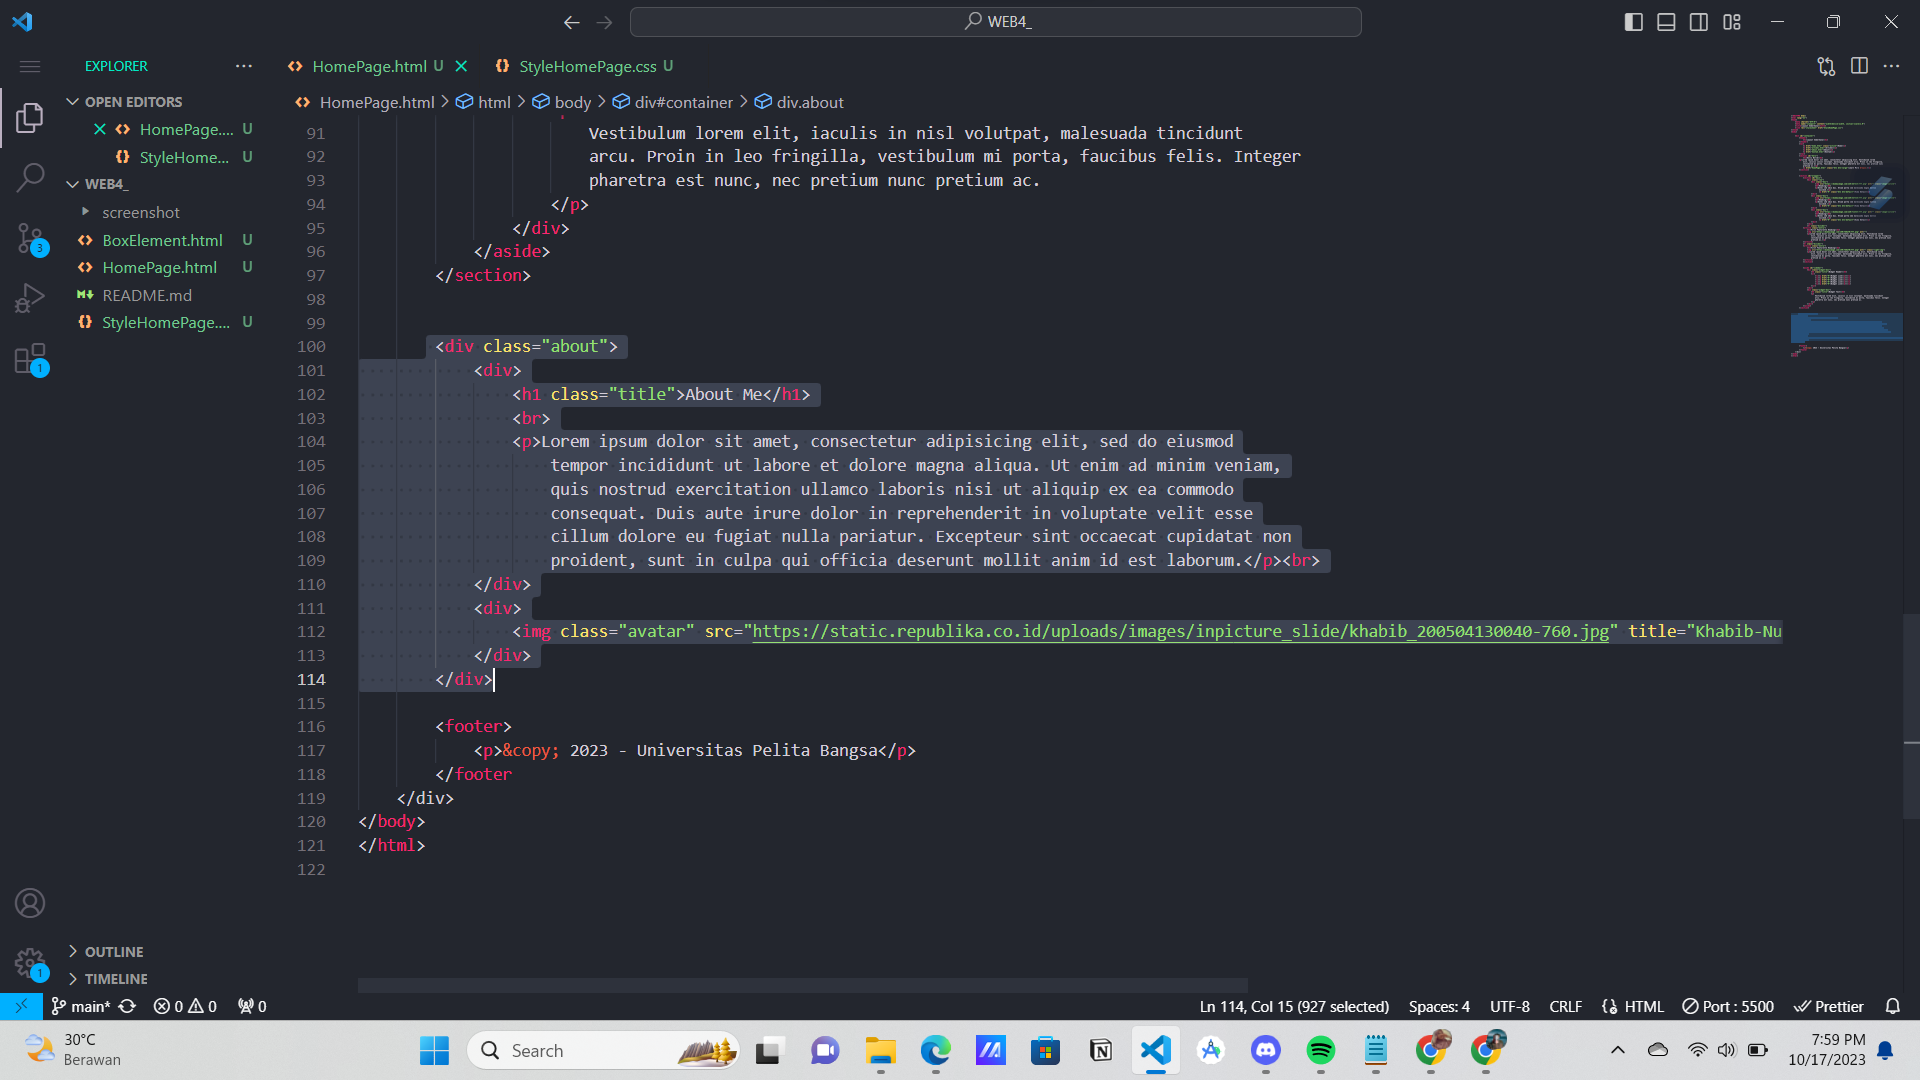 WEB4_
EXPLORER
HomePage.html U
StyleHomePage.css U
HomePage.html > html > body > div#container > div.about
OPEN EDITORS
HomePage.... U
StyleHome... U
WEB4_
screenshot
BoxElement.html U
HomePage.html U
README.md
StyleHomePage.... U
3
1
91 Vestibulum lorem elit, iaculis in nisl volutpat, malesuada tincidunt
92 arcu. Proin in leo fringilla, vestibulum mi porta, faucibus felis. Integer
93 pharetra est nunc, nec pretium nunc pretium ac.
94 </p>
95 </div>
96 </aside>
97 </section>
98
99
100 <div class="about">
101 <div>
102 <h1 class="title">About Me</h1>
103 <br>
104 <p>Lorem ipsum dolor sit amet, consectetur adipisicing elit, sed do eiusmod
105 tempor incididunt ut labore et dolore magna aliqua. Ut enim ad minim veniam,
106 quis nostrud exercitation ullamco laboris nisi ut aliquip ex ea commodo
107 consequat. Duis aute irure dolor in reprehenderit in voluptate velit esse
108 cillum dolore eu fugiat nulla pariatur. Excepteur sint occaecat cupidatat non
109 proident, sunt in culpa qui officia deserunt mollit anim id est laborum.</p><br>
110 </div>
111 <div>
112 <img class="avatar" src="https://static.republika.co.id/uploads/images/inpicture_slide/khabib_200504130040-760.jpg" title="Khabib-Nu
113 </div>
114 </div>
115
116 <footer>
117 <p>&copy; 2023 - Universitas Pelita Bangsa</p>
118 </footer
119 </div>
120 </body>
121 </html>
122
OUTLINE
TIMELINE
1
main* 0 0 0
Ln 114, Col 15 (927 selected) Spaces: 4 UTF-8 CRLF HTML Port : 5500 Prettier
30°C
Berawan
Search
7:59 PM
10/17/2023